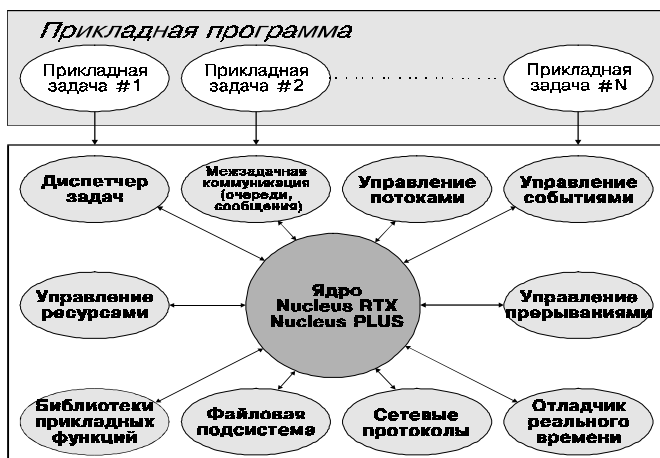 Прикладная программа
Прикладная
задача #1
Прикладная
задача #2
Прикладная
задача #N
Диспетчер
задач
Межзадачная
коммуникация
(очереди,
сообщения)
Управление
потоками
Управление
событиями
Управление
ресурсами
Ядро
Nucleus RTX
Nucleus PLUS
Управление
прерываниями
Библиотеки
прикладных
функций
Файловая
подсистема
Сетевые
протоколы
Отладчик
реального
времени